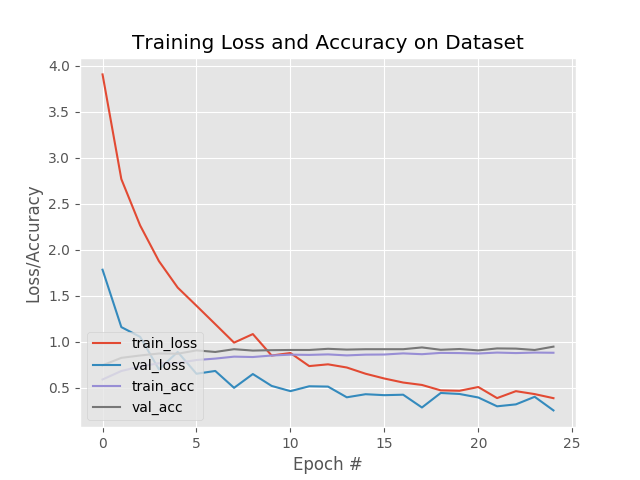 Training Loss and Accuracy on Dataset
4.0
3.5
3.0
2.5
2.0
1.5
1.0
0.5
Loss/Accuracy
train_loss
val_loss
train_acc
val_acc
0 5 10 15 20 25
Epoch #